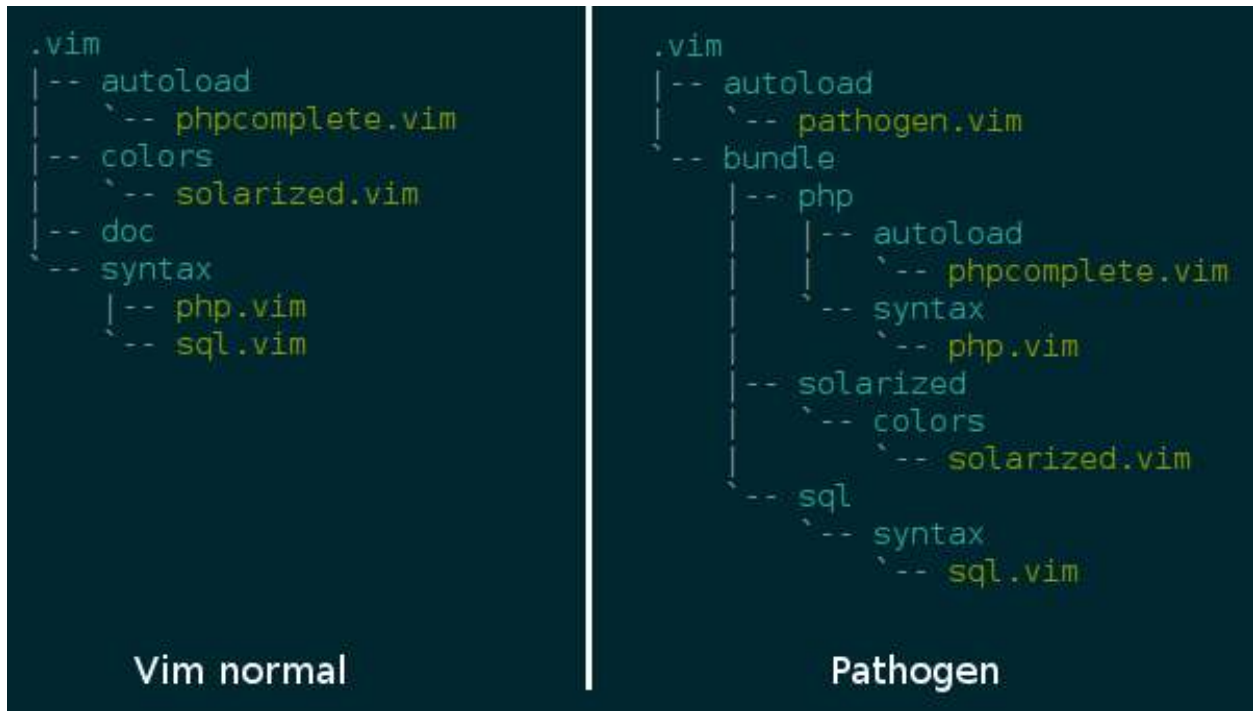 .vim
|-- autoload
|   `-- phpcomplete.vim
|-- colors
|   `-- solarized.vim
|-- doc
`-- syntax
    |-- php.vim
    `-- sql.vim
Vim normal
.vim
|-- autoload
|   `-- pathogen.vim
`-- bundle
    |-- php
    |   |-- autoload
    |   |   `-- phpcomplete.vim
    |   `-- syntax
    |       `-- php.vim
    |-- solarized
    |   `-- colors
    |       `-- solarized.vim
    `-- sql
        `-- syntax
            `-- sql.vim
Pathogen